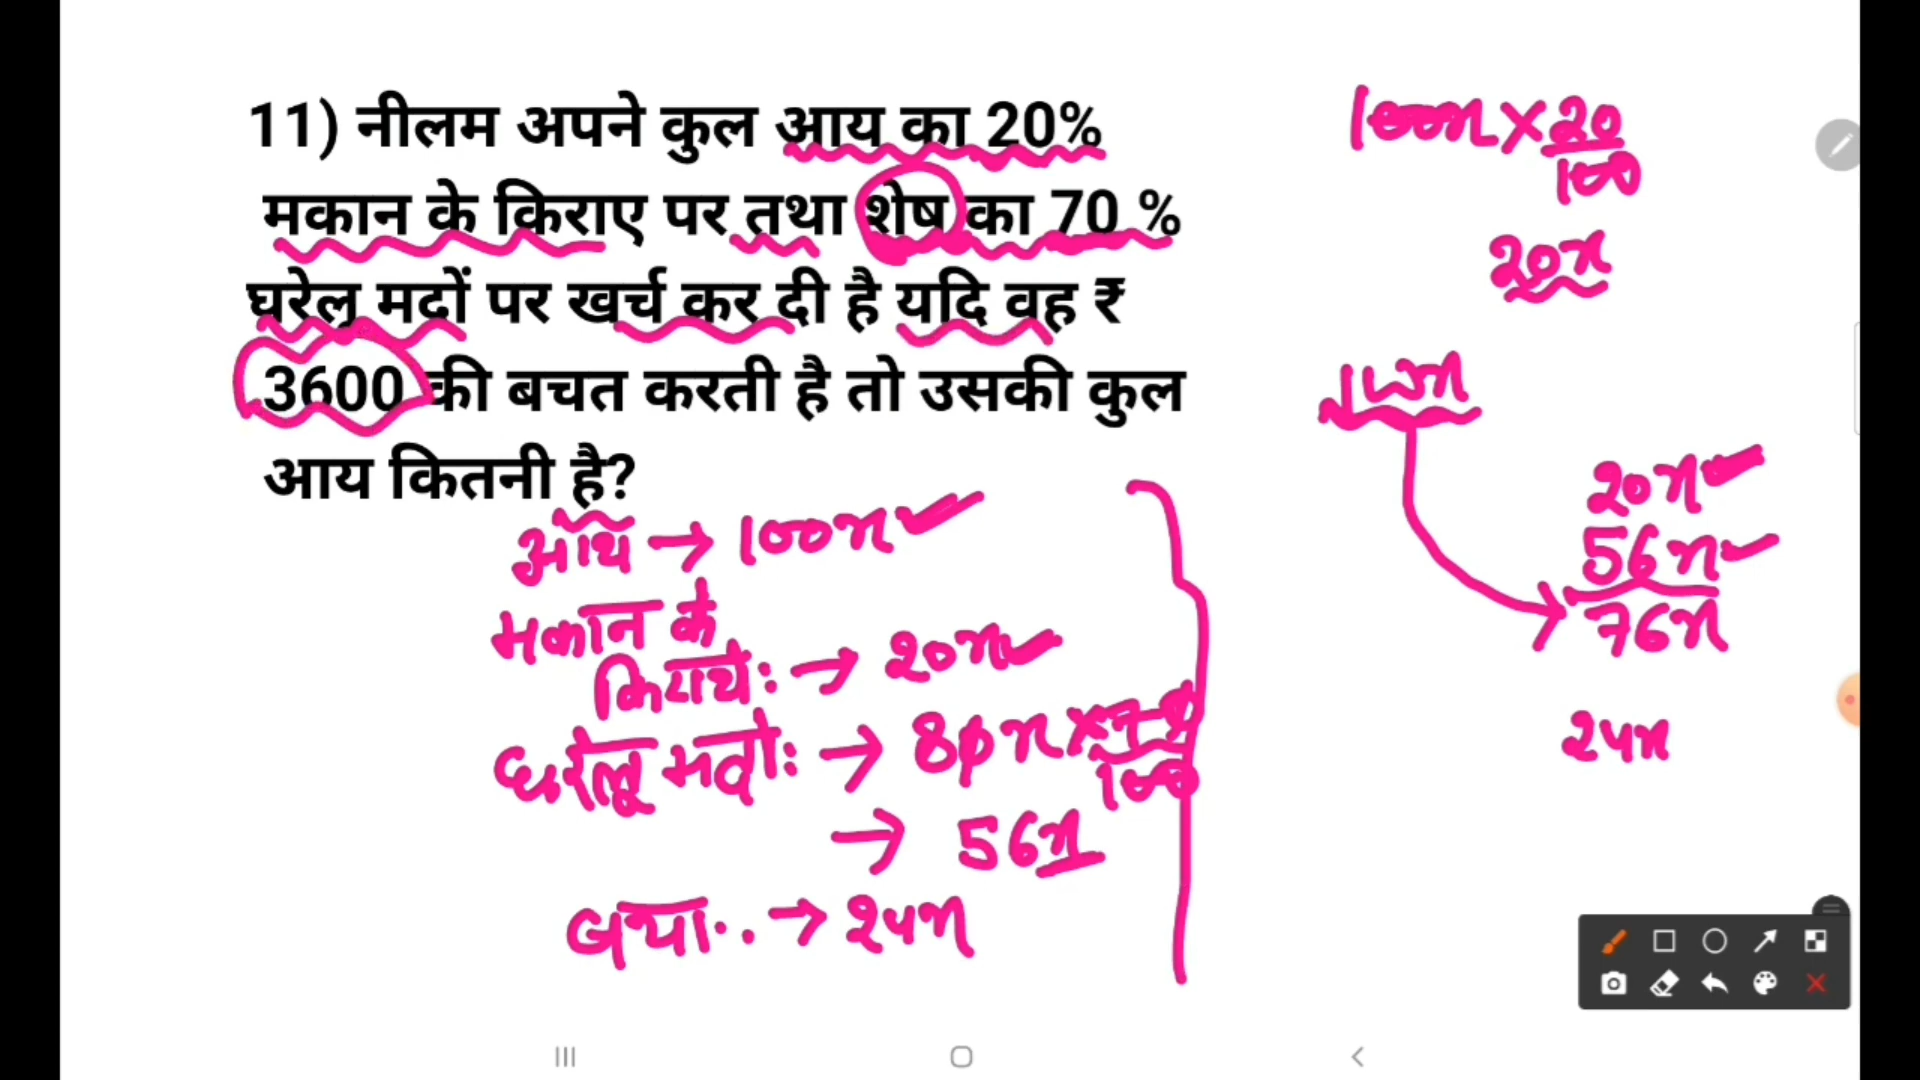 11) नीलम अपने कुल आय का 20%
मकान के किराए पर तथा शेष का 70 %
घरेलु मदों पर खर्च कर दी है यदि वह ₹
3600 की बचत करती है तो उसकी कुल
आय कितनी है?
आय → 100x
मकान के
किराये: → 20x
घरेलू मदो: → 80x × 70/100
→ 56x
बचा.. → 24x
100x × 20/100
20x
100x
20x
56x
76x
24x